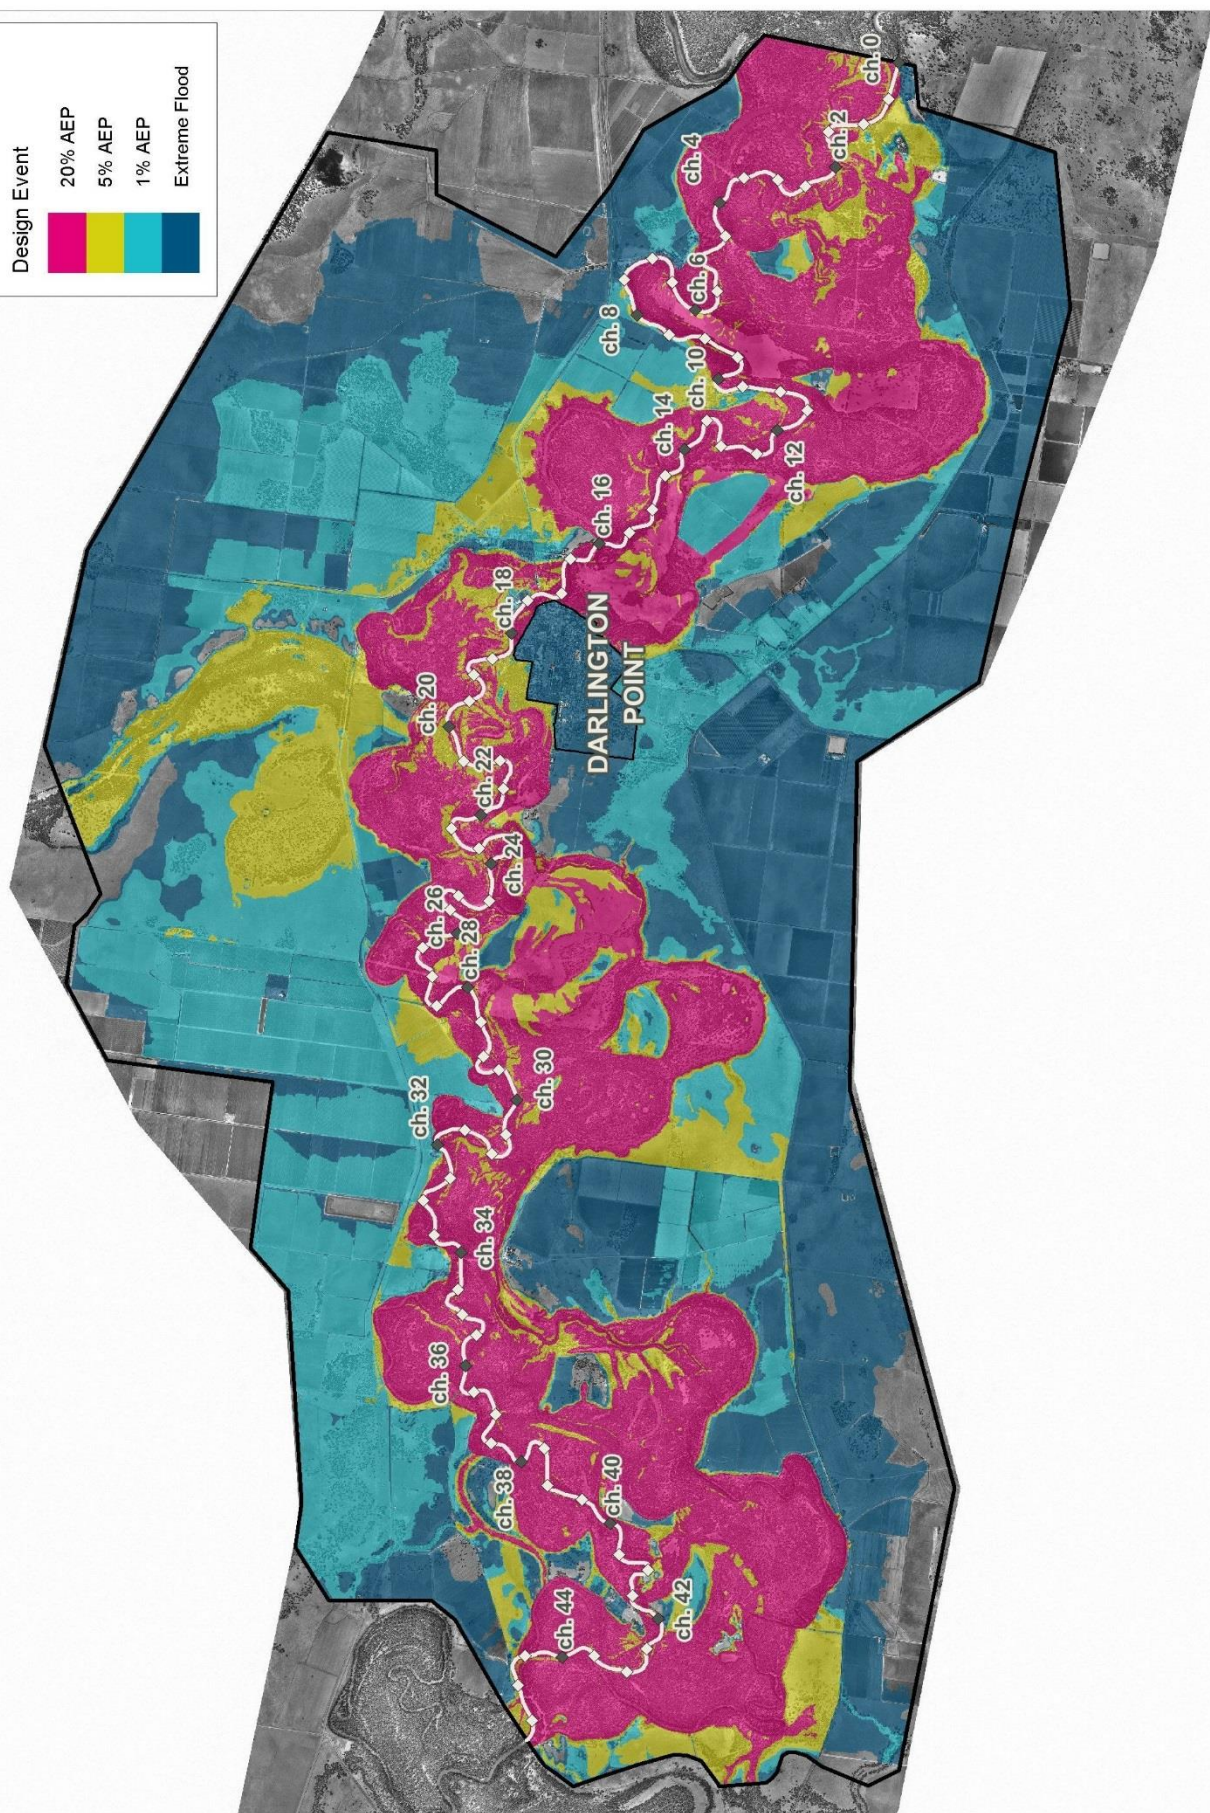 Design Event
20% AEP
5% AEP
1% AEP
Extreme Flood
ch. 0
ch. 2
ch. 4
ch. 6
ch. 8
ch. 10
ch. 12
ch. 14
ch. 16
ch. 18
DARLINGTON
POINT
ch. 20
ch. 22
ch. 24
ch. 26
ch. 28
ch. 30
ch. 32
ch. 34
ch. 36
ch. 38
ch. 40
ch. 42
ch. 44